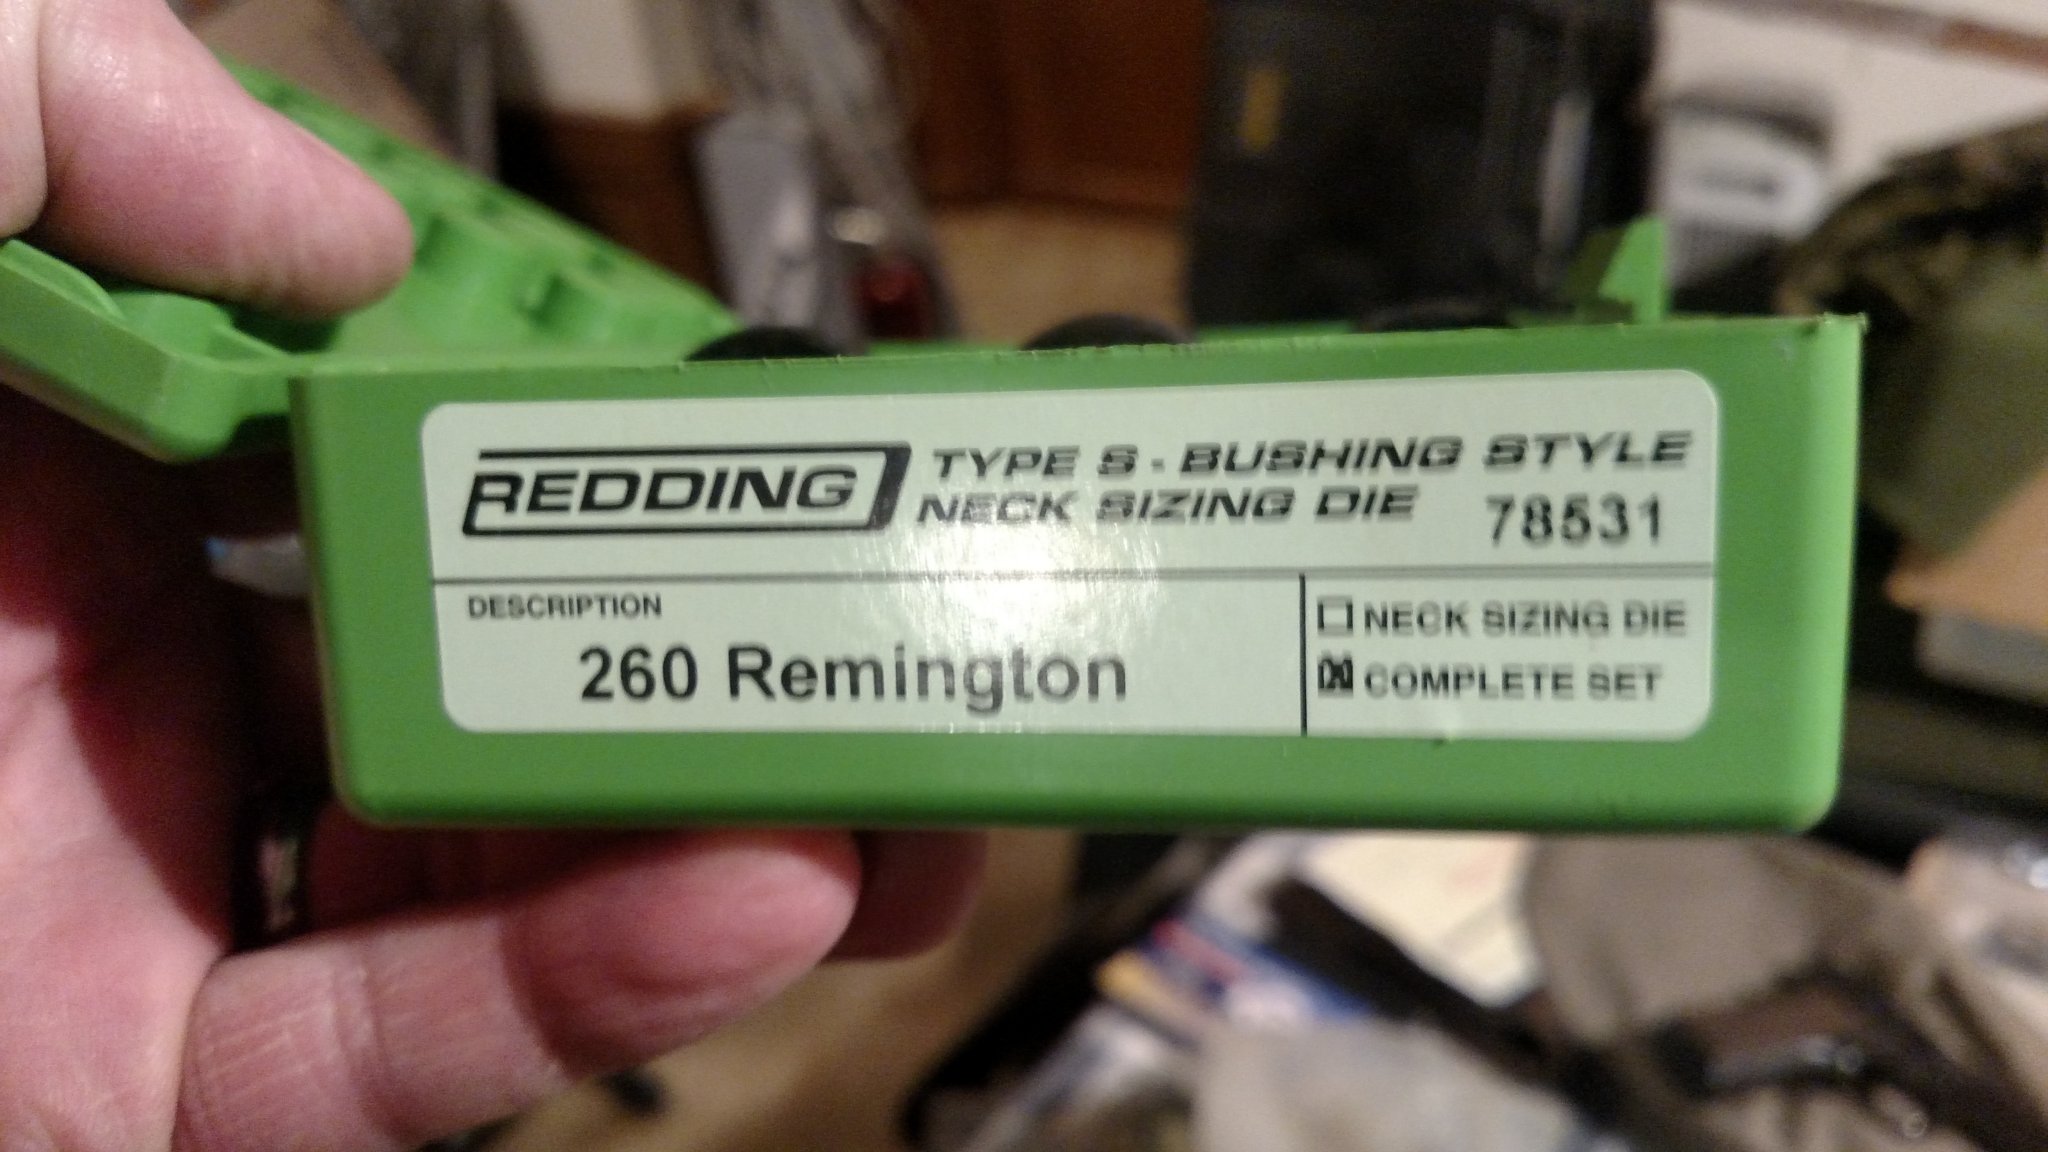 REDDING
TYPE S - BUSHING STYLE
NECK SIZING DIE 78531
DESCRIPTION
260 Remington
NECK SIZING DIE
COMPLETE SET